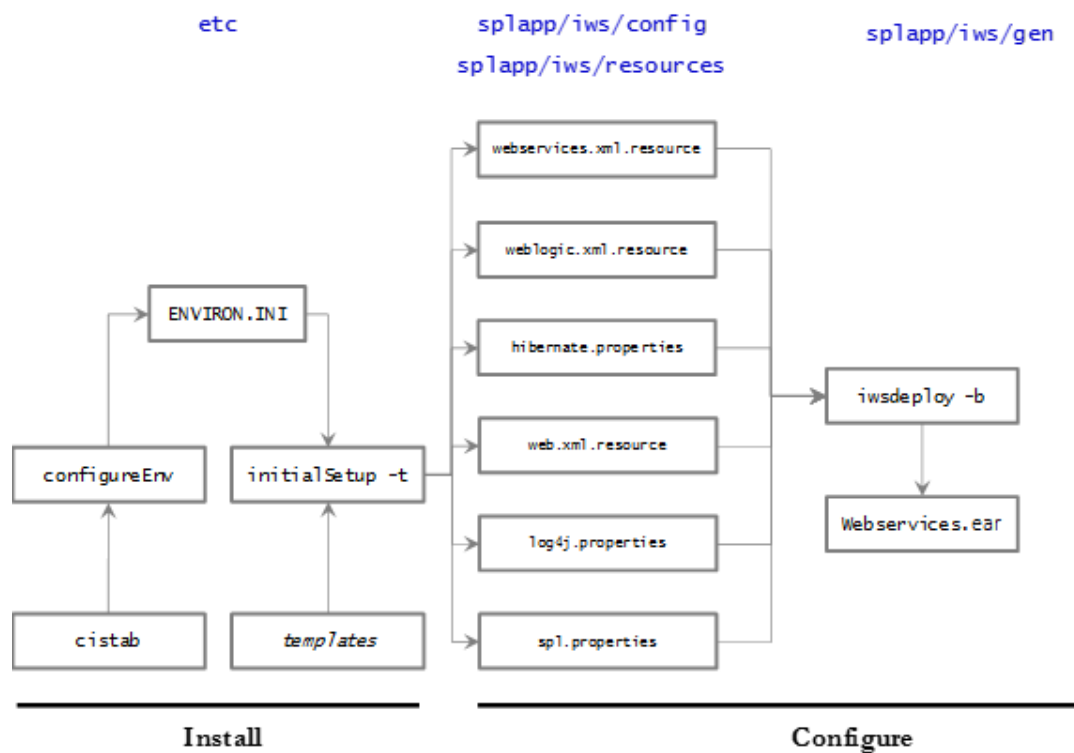 etc
splapp/iws/config
splapp/iws/resources
splapp/iws/gen
webservices.xml.resource
weblogic.xml.resource
ENVIRON.INI
hibernate.properties
iwsdeploy -b
configureEnv
initialSetup -t
web.xml.resource
Webservices.ear
log4j.properties
cistab
templates
spl.properties
Install
Configure